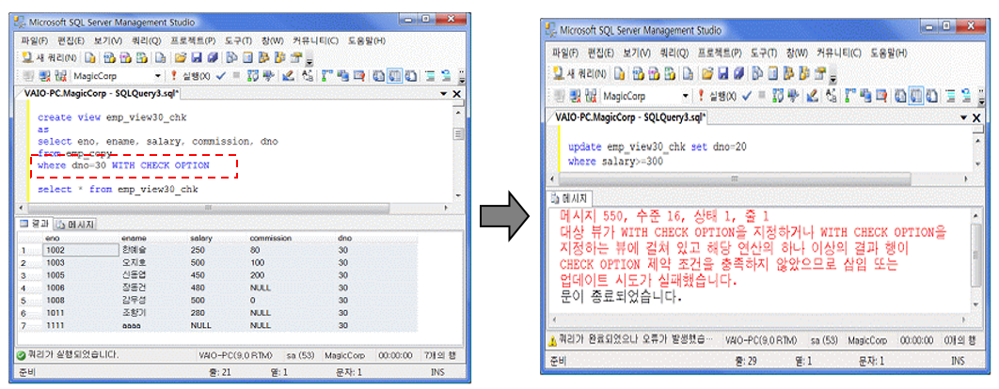 Microsoft SQL Server Management Studio
파일(F) 편집(E) 보기(V) 쿼리(Q) 프로젝트(P) 도구(T) 창(W) 커뮤니티(C) 도움말(H)
새 쿼리(N)
MagicCorp 실행(X)
VAIO-PC.MagicCorp - SQLQuery3.sql*
create view emp_view30_chk
as
select eno, ename, salary, commission, dno
from emp_copy
where dno=30 WITH CHECK OPTION
select * from emp_view30_chk
결과 메시지
eno ename salary commission dno
1 1002 한예슬 250 80 30
2 1003 오지호 500 100 30
3 1005 신동엽 450 200 30
4 1006 장동건 480 NULL 30
5 1008 감우성 500 0 30
6 1011 조향기 280 NULL 30
7 1111 aaaa NULL NULL 30
쿼리가 실행되었습니다. VAIO-PC(9,0 RTM) sa (53) MagicCorp 00:00:00 7개의 행
준비 줄: 21 열: 1 문자: 1 INS
Microsoft SQL Server Management Studio
파일(F) 편집(E) 보기(V) 쿼리(Q) 프로젝트(P) 도구(T) 창(W) 커뮤니티(C) 도움말(H)
새 쿼리(N)
MagicCorp 실행(X)
VAIO-PC.MagicCorp - SQLQuery3.sql*
update emp_view30_chk set dno=20
where salary>=300
메시지
메시지 550, 수준 16, 상태 1, 줄 1
대상 뷰가 WITH CHECK OPTION을 지정하거나 WITH CHECK OPTION을
지정하는 뷰에 걸쳐 있고 해당 연산의 하나 이상의 결과 행이
CHECK OPTION 제약 조건을 충족하지 않았으므로 삽입 또는
업데이트 시도가 실패했습니다.
문이 종료되었습니다.
쿼리가 완료되었으나 오류가 발생했습··· VAIO-PC(9,0 RTM) sa (53) MagicCorp 00:00:00 0개의 행
준비 줄: 29 열: 1 문자: 1 INS